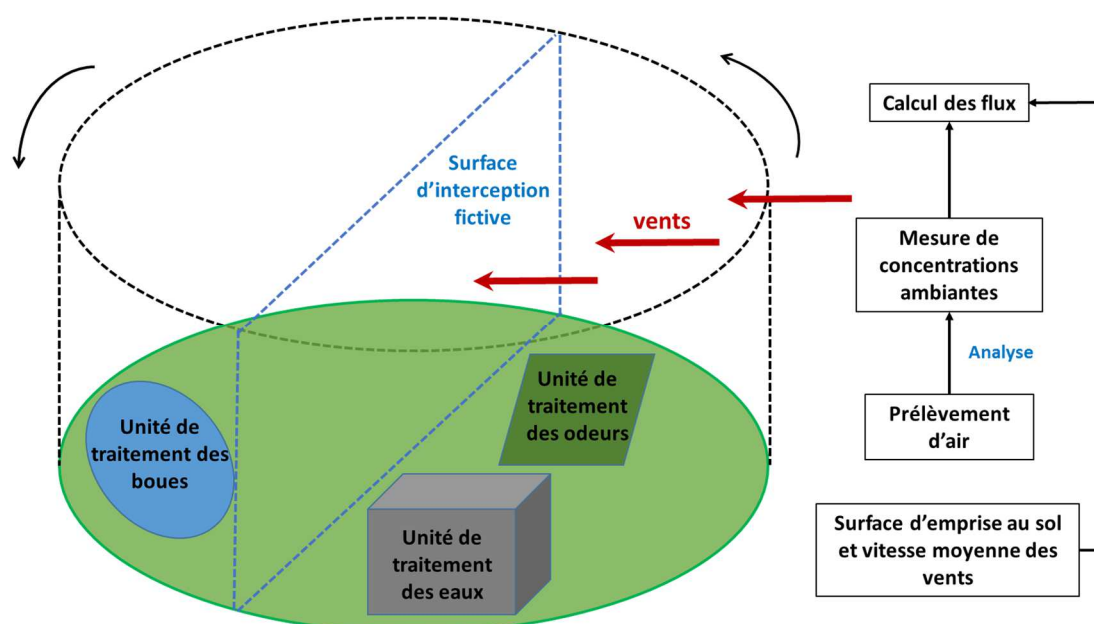 Surface
d'interception
fictive
vents
Unité de
traitement des
boues
Unité de
traitement
des odeurs
Unité de
traitement
des eaux
Calcul des flux
Mesure de
concentrations
ambiantes
Analyse
Prélèvement
d'air
Surface d'emprise au sol
et vitesse moyenne des
vents